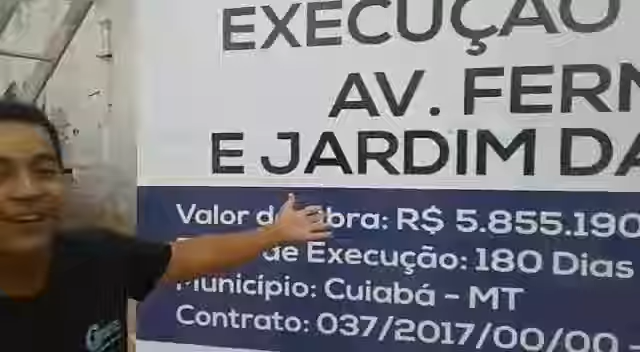 EXECUÇÃO
AV. FERN
E JARDIM DA
Valor da Obra: R$ 5.855.190
de Execução: 180 Dias
Município: Cuiabá - MT
Contrato: 037/2017/00/00 -